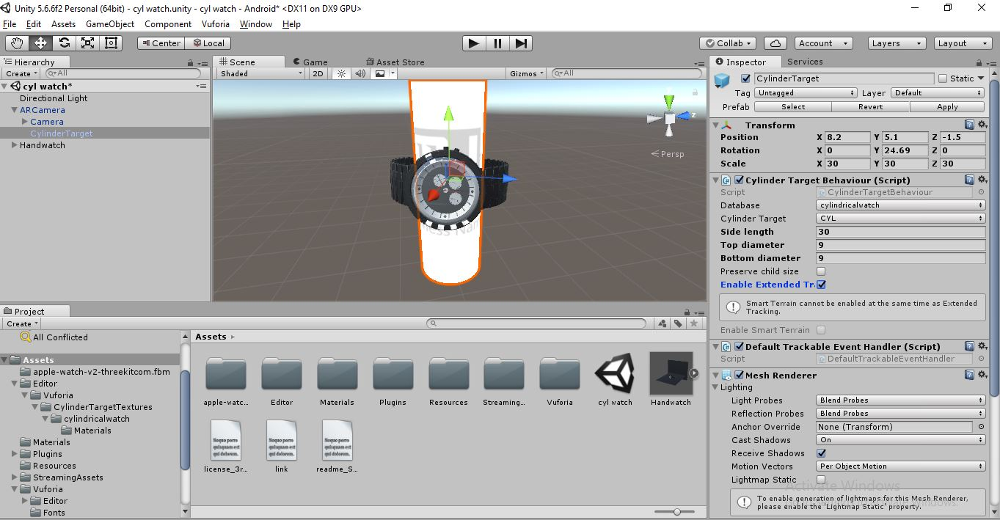 Unity 5.6.6f2 Personal (64bit) - cyl watch.unity - cyl watch - Android* <DX11 on DX9 GPU>
File Edit Assets GameObject Component Vuforia Window Help
Center Local Collab Account Layers Layout
Hierarchy
Create All
cyl watch*
Directional Light
ARCamera
Camera
CylinderTarget
Handwatch
Scene Game Asset Store
Shaded 2D Gizmos All
z
Persp
Inspector Services
CylinderTarget Static
Tag Untagged Layer Default
Prefab Select Revert Apply
Transform
Position X 8.2 Y 5.1 Z -1.5
Rotation X 0 Y 24.69 Z 0
Scale X 30 Y 30 Z 30
Cylinder Target Behaviour (Script)
Script CylinderTargetBehaviour
Database cylindricalwatch
Cylinder Target CYL
Side length 30
Top diameter 9
Bottom diameter 9
Preserve child size
Enable Extended Tr
Smart Terrain cannot be enabled at the same time as Extended
Tracking.
Enable Smart Terrain
Default Trackable Event Handler (Script)
Script DefaultTrackableEventHandler
Mesh Renderer
Lighting
Light Probes Blend Probes
Reflection Probes Blend Probes
Anchor Override None (Transform)
Cast Shadows On
Receive Shadows
Motion Vectors Per Object Motion
Lightmap Static
Activate Windows
To enable generation of lightmaps for this Mesh Renderer,
please enable the 'Lightmap Static' property.
Project
Create
All Conflicted
Assets
apple-watch-v2-threekitcom.fbm
Editor
Vuforia
CylinderTargetTextures
cylindricalwatch
Materials
Materials
Plugins
Resources
StreamingAssets
Vuforia
Editor
Fonts
Assets
apple-watc... Editor Materials Plugins Resources Streaming... Vuforia cyl watch Handwatch
license_3r... link readme_S...